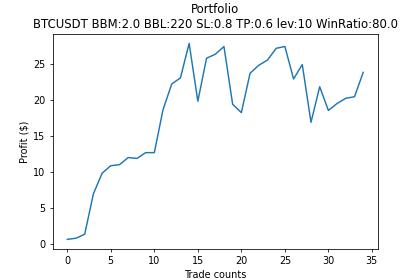 Portfolio
BTCUSDT BBM:2.0 BBL:220 SL:0.8 TP:0.6 lev:10 WinRatio:80.0
Profit ($)
25
20
15
10
5
0
0 5 10 15 20 25 30 35
Trade counts